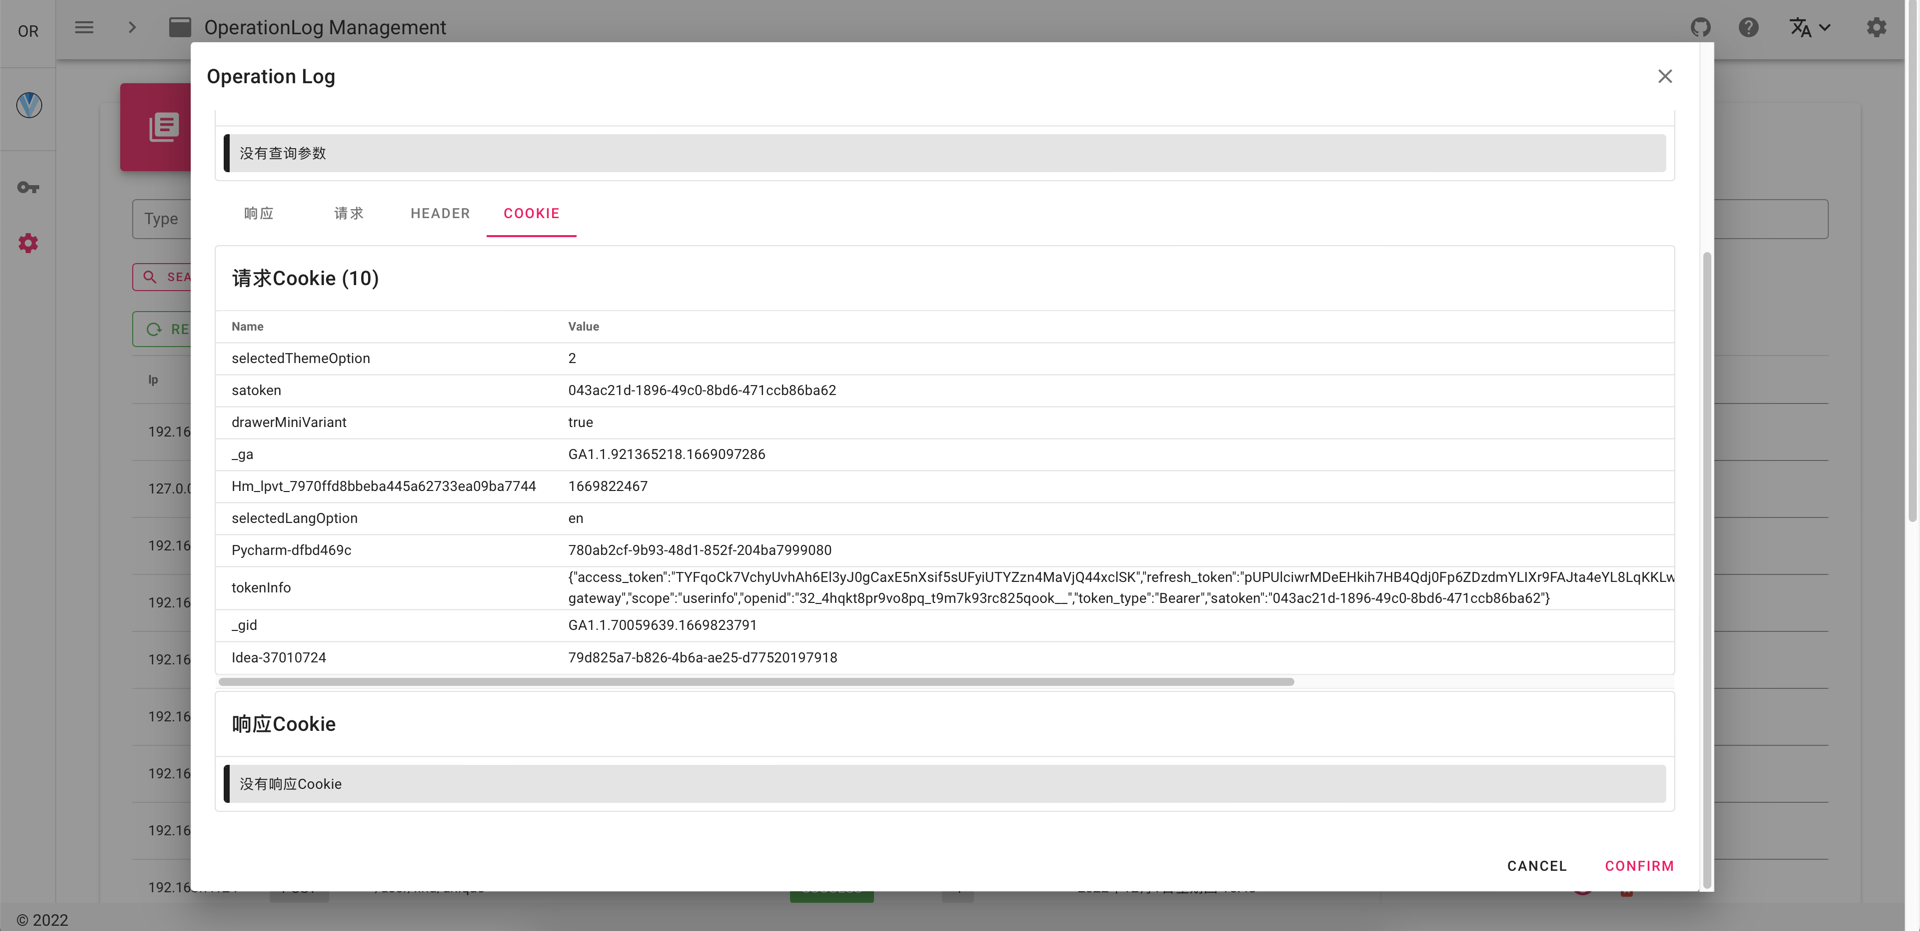 OR
OperationLog Management
Operation Log
没有查询参数
响应
请求
HEADER
COOKIE
Type
SEA
请求Cookie (10)
RE
Name Value
selectedThemeOption 2
Ip
satoken 043ac21d-1896-49c0-8bd6-471ccb86ba62
drawerMiniVariant true
192.16
_ga GA1.1.921365218.1669097286
Hm_lpvt_7970ffd8bbeba445a62733ea09ba7744 1669822467
127.0.0
selectedLangOption en
Pycharm-dfbd469c 780ab2cf-9b93-48d1-852f-204ba7999080
192.16
tokenInfo {"access_token":"TYFqoCk7VchyUvhAh6El3yJ0gCaxE5nXsif5sUFyiUTYZzn4MaVjQ44xclSK","refresh_token":"pUPUlciwrMDeEHkih7HB4Qdj0Fp6ZDzdmYLIXr9FAJta4eYL8LqKKLw
gateway","scope":"userinfo","openid":"32_4hqkt8pr9vo8pq_t9m7k93rc825qook__","token_type":"Bearer","satoken":"043ac21d-1896-49c0-8bd6-471ccb86ba62"}
192.16
_gid GA1.1.70059639.1669823791
Idea-37010724 79d825a7-b826-4b6a-ae25-d77520197918
192.16
响应Cookie
192.16
192.16
没有响应Cookie
192.16
CANCEL
CONFIRM
192.16
© 2022